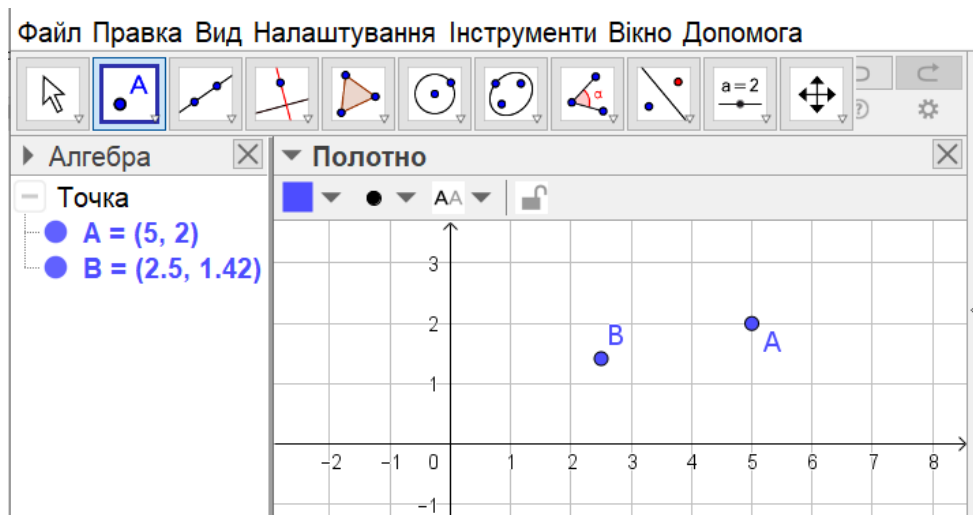 Файл Правка Вид Налаштування Інструменти Вікно Допомога
A
α
a=2
Алгебра
Полотно
Точка
AA
A = (5, 2)
B = (2.5, 1.42)
3
2
1
B
A
-2 -1 0 1 2 3 4 5 6 7 8
-1